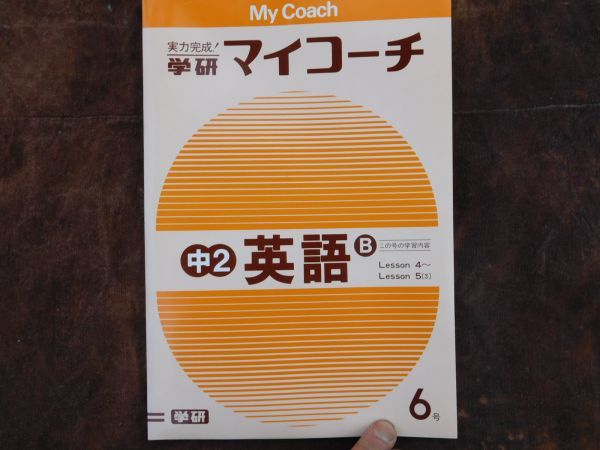 My Coach
実力完成!
学研 マイコーチ
中2 英語 B
この号の学習内容
Lesson 4〜
Lesson 5(3)
学研
6号